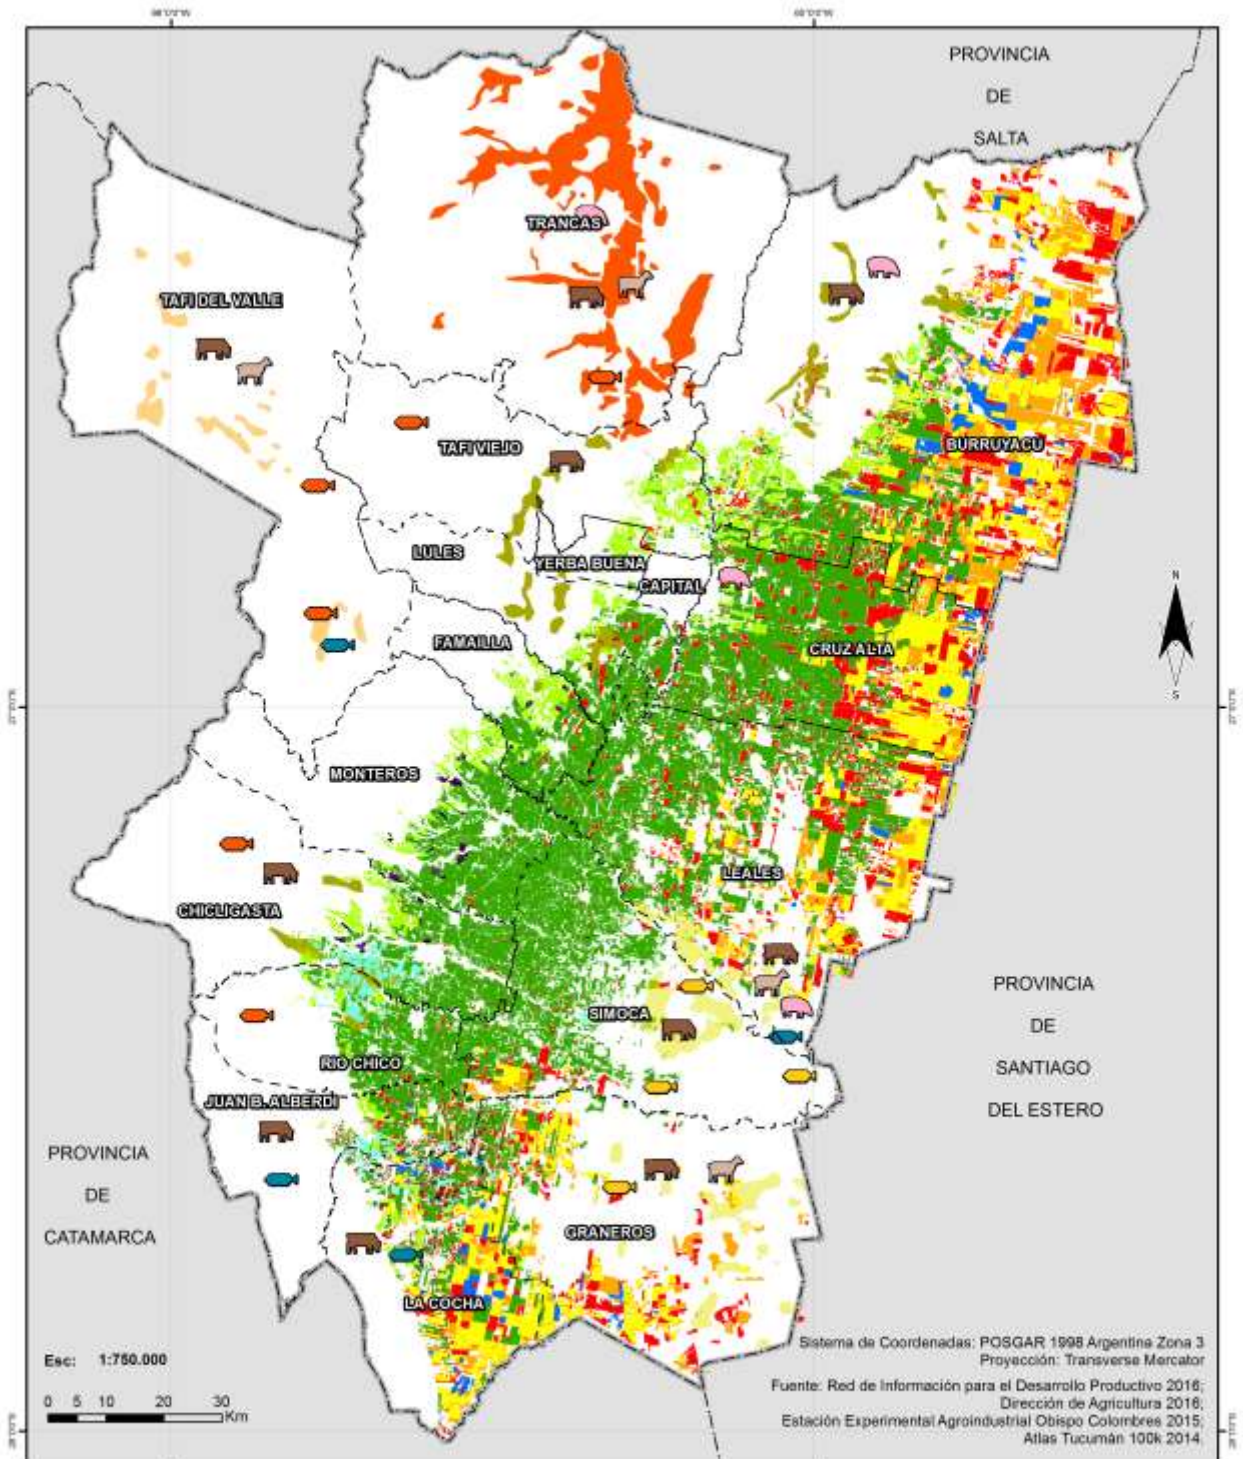 PROVINCIA
DE
SALTA
TRANCAS
TAFI DEL VALLE
TAFI VIEJO
BURRUYACÚ
LULES
YERBA BUENA
CAPITAL
FAMAILLA
CRUZ ALTA
MONTEROS
LEALES
CHICLIGASTA
SIMOCA
RIO CHICO
JUAN B. ALBERDI
GRANEROS
LA COCHA
N
S
PROVINCIA
DE
SANTIAGO
DEL ESTERO
PROVINCIA
DE
CATAMARCA
Esc: 1:750.000
0 5 10 20 30
Km
Sistema de Coordenadas: POSGAR 1998 Argentina Zona 3
Proyección: Transverse Mercator
Fuente: Red de Información para el Desarrollo Productivo 2016;
Dirección de Agricultura 2016;
Estación Experimental Agroindustrial Obispo Colombres 2015;
Atlas Tucumán 100k 2014.